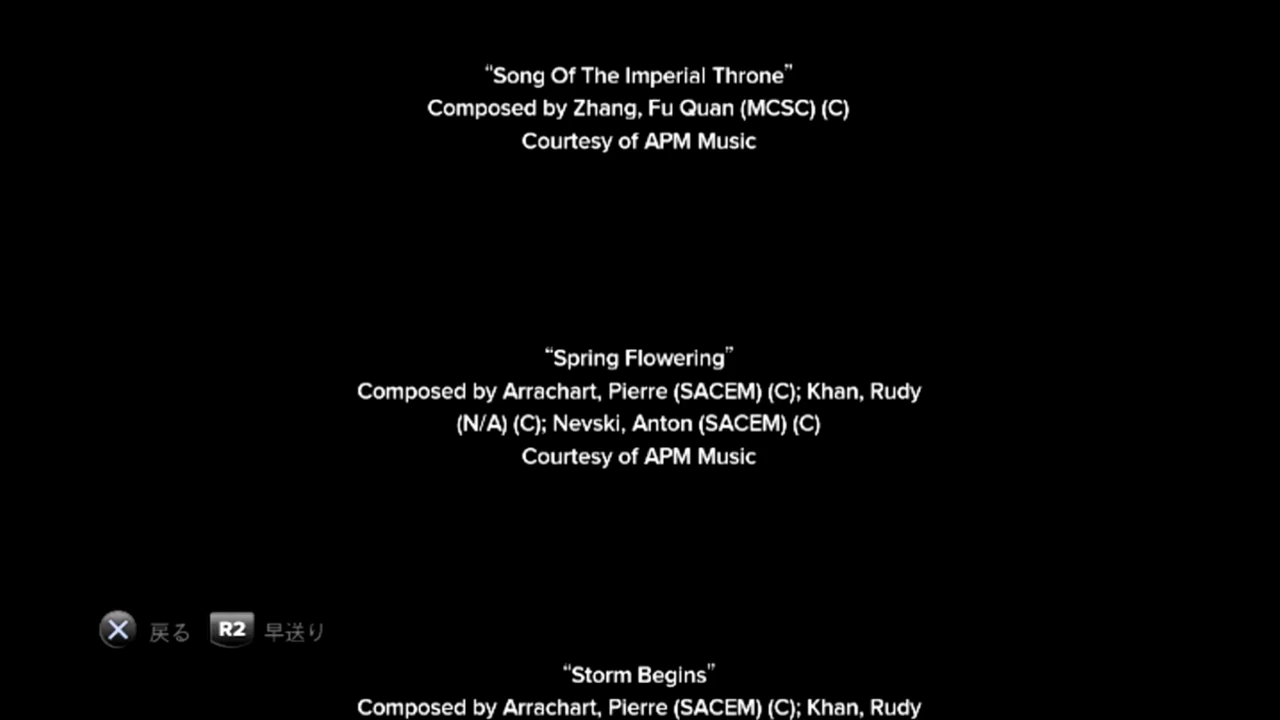 “Song Of The Imperial Throne”
Composed by Zhang, Fu Quan (MCSC) (C)
Courtesy of APM Music
“Spring Flowering”
Composed by Arrachart, Pierre (SACEM) (C); Khan, Rudy
(N/A) (C); Nevski, Anton (SACEM) (C)
Courtesy of APM Music
戻る R2 早送り
“Storm Begins”
Composed by Arrachart, Pierre (SACEM) (C); Khan, Rudy